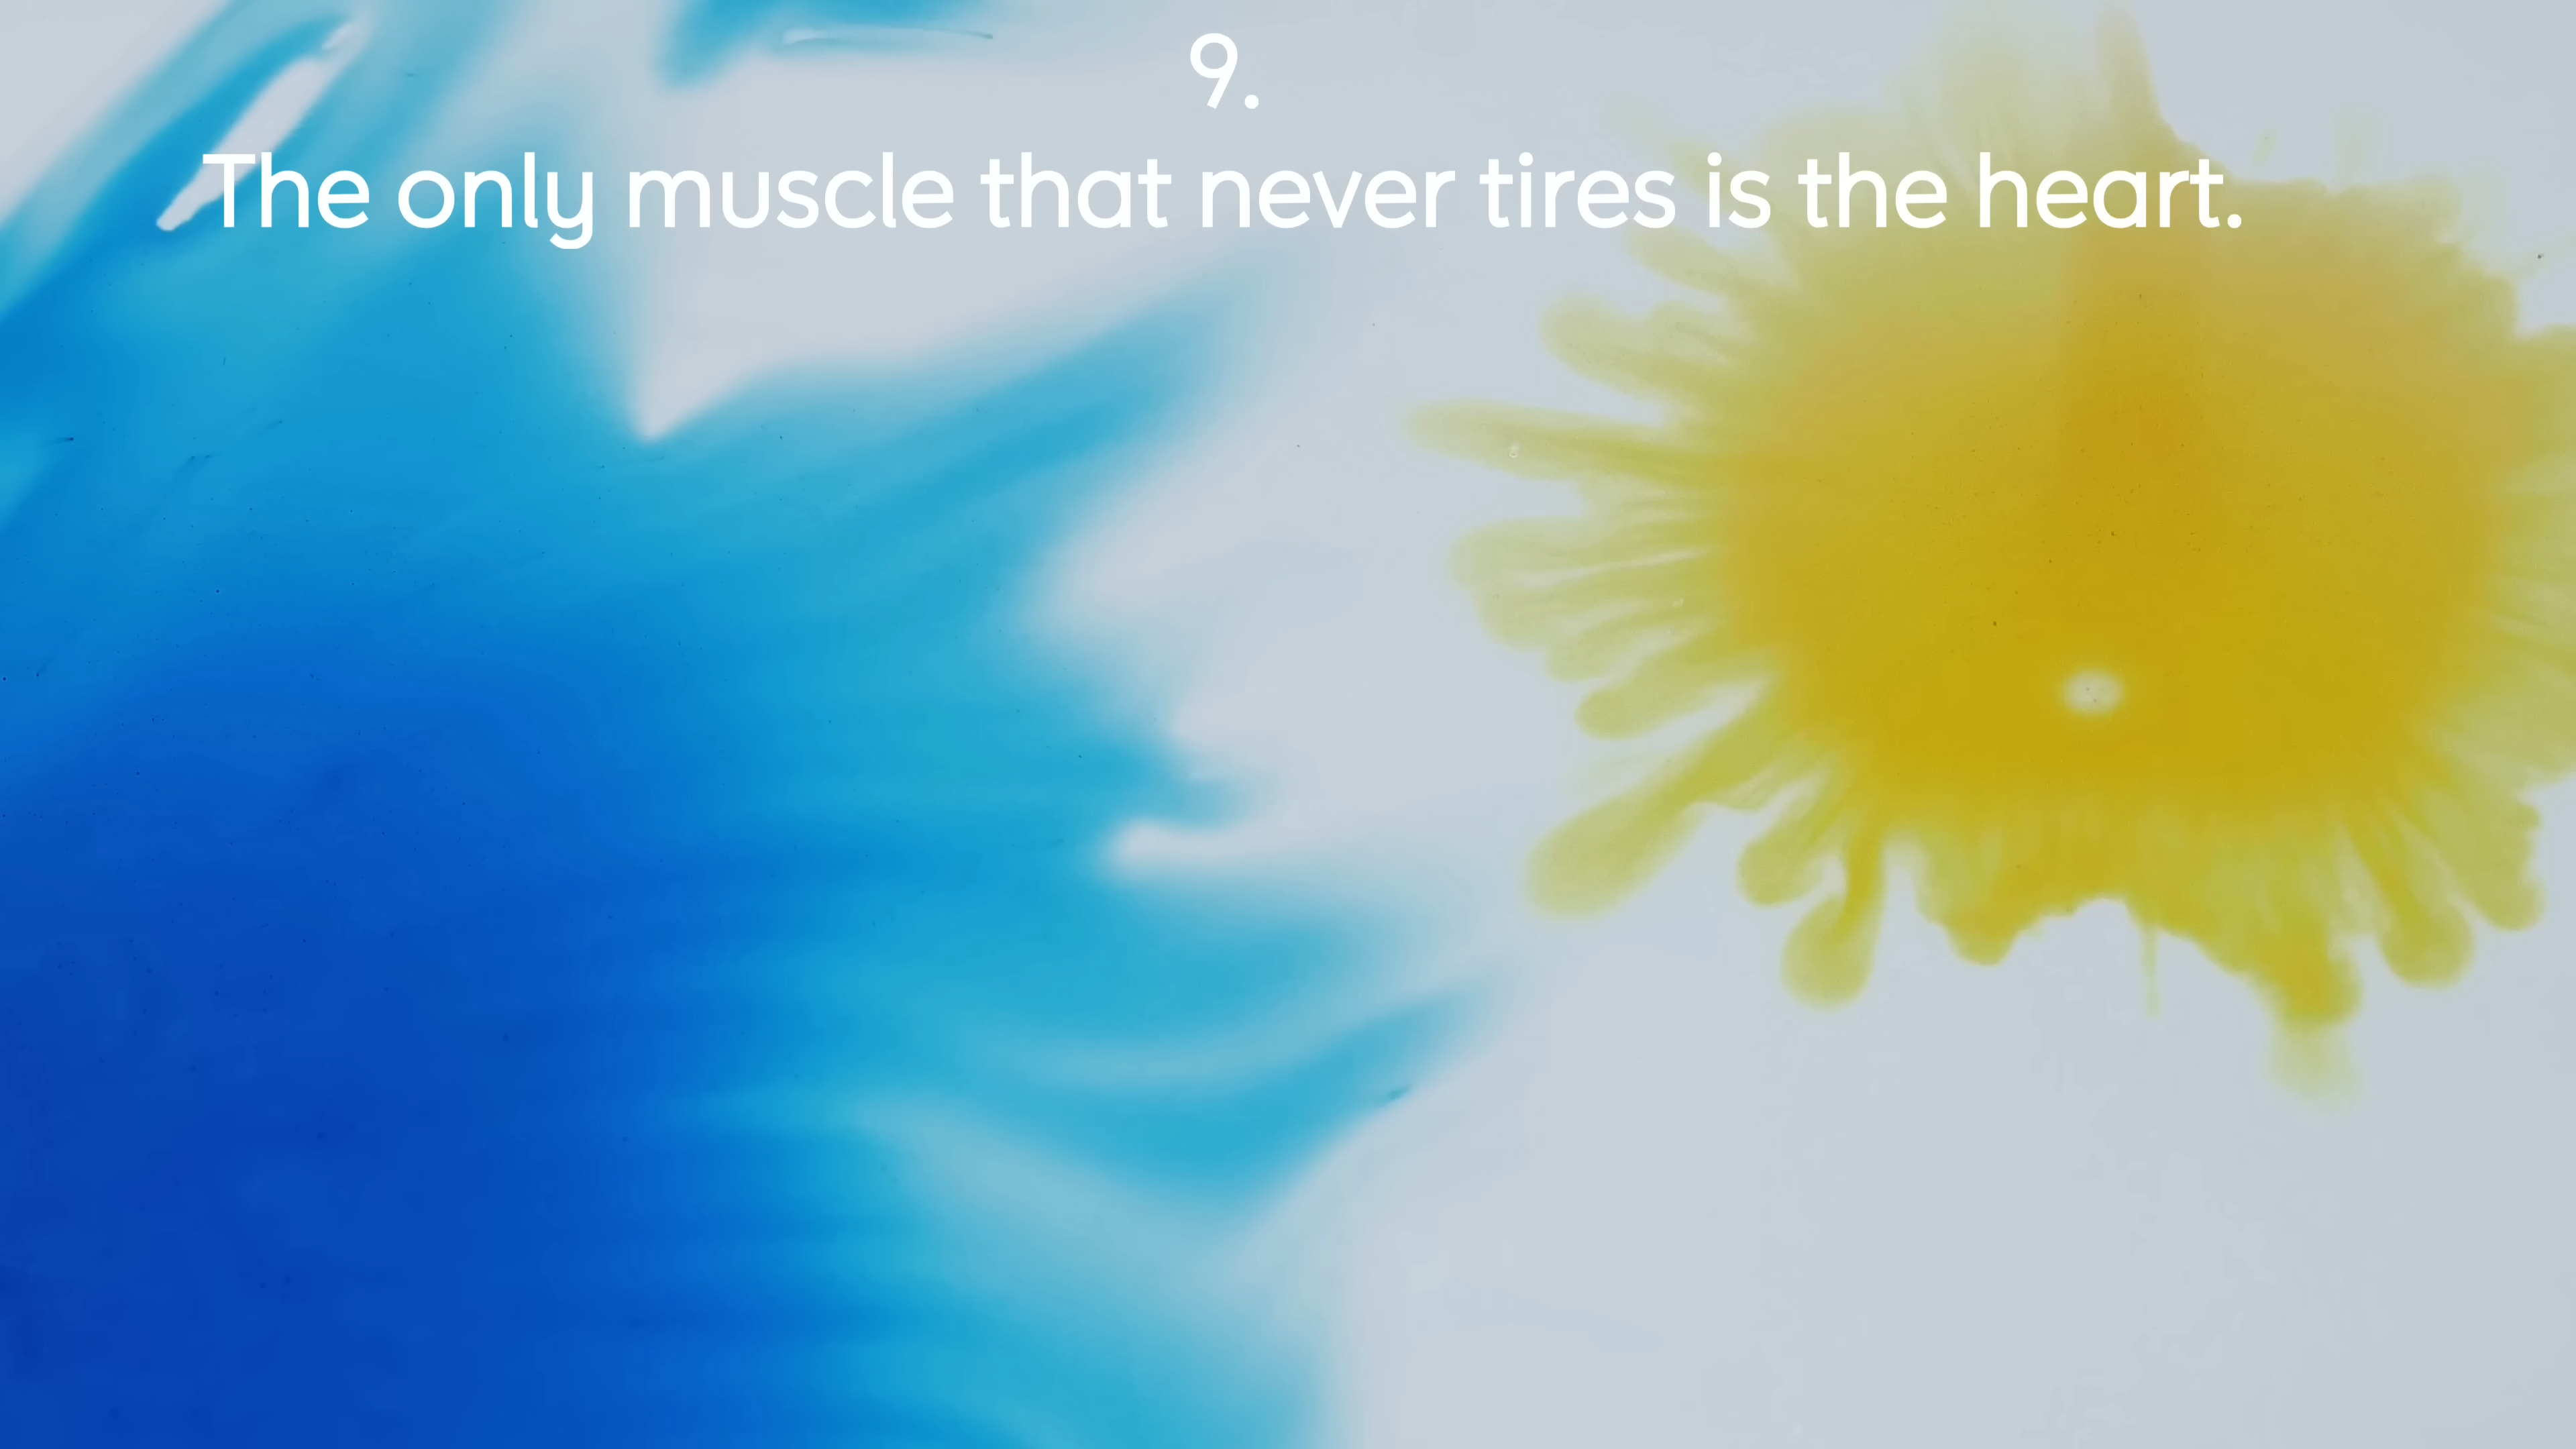 9.
The only muscle that never tires is the heart.